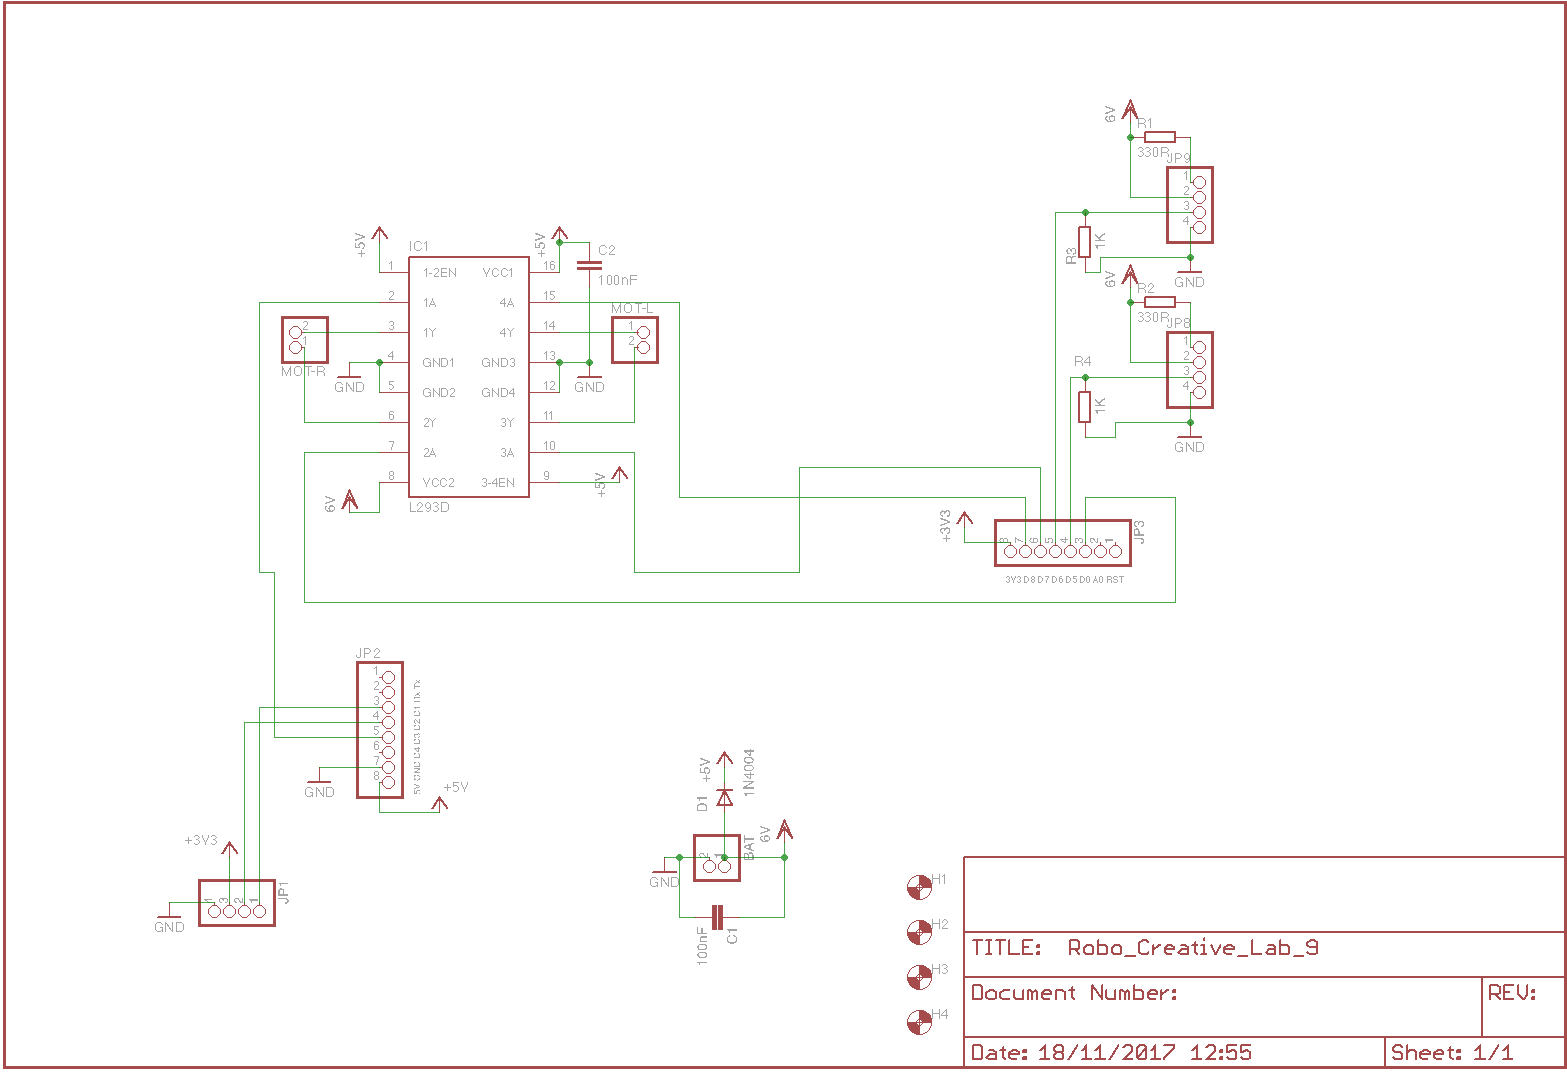 6V
R1
330R
JP9
1
2
3
4
R3
1K
GND
6V
R2
330R
JP8
1
2
3
4
R4
1K
GND
+5V
IC1
+5V
C2
100nF
1 1-2EN VCC1 16
2 1A 4A 15
3 1Y 4Y 14
4 GND1 GND3 13
5 GND2 GND4 12
6 2Y 3Y 11
7 2A 3A 10
8 VCC2 3-4EN 9
L293D
2
1
MOT-R
GND
MOT-L
1
2
GND
6V
+5V
+3V3
8 7 6 5 4 3 2 1
JP3
3V3 D8 D7 D6 D5 D0 A0 RST
JP2
1
2
3
4
5
6
7
8
5V GND D4 D3 D2 D1 Rx Tx
GND
+5V
+3V3
4 3 2 1
JP1
GND
+5V
D1
1N4004
2 1
BAT
6V
GND
100nF
C1
H1
H2
H3
H4
TITLE: Robo_Creative_Lab_9
Document Number:
REV:
Date: 18/11/2017 12:55
Sheet: 1/1